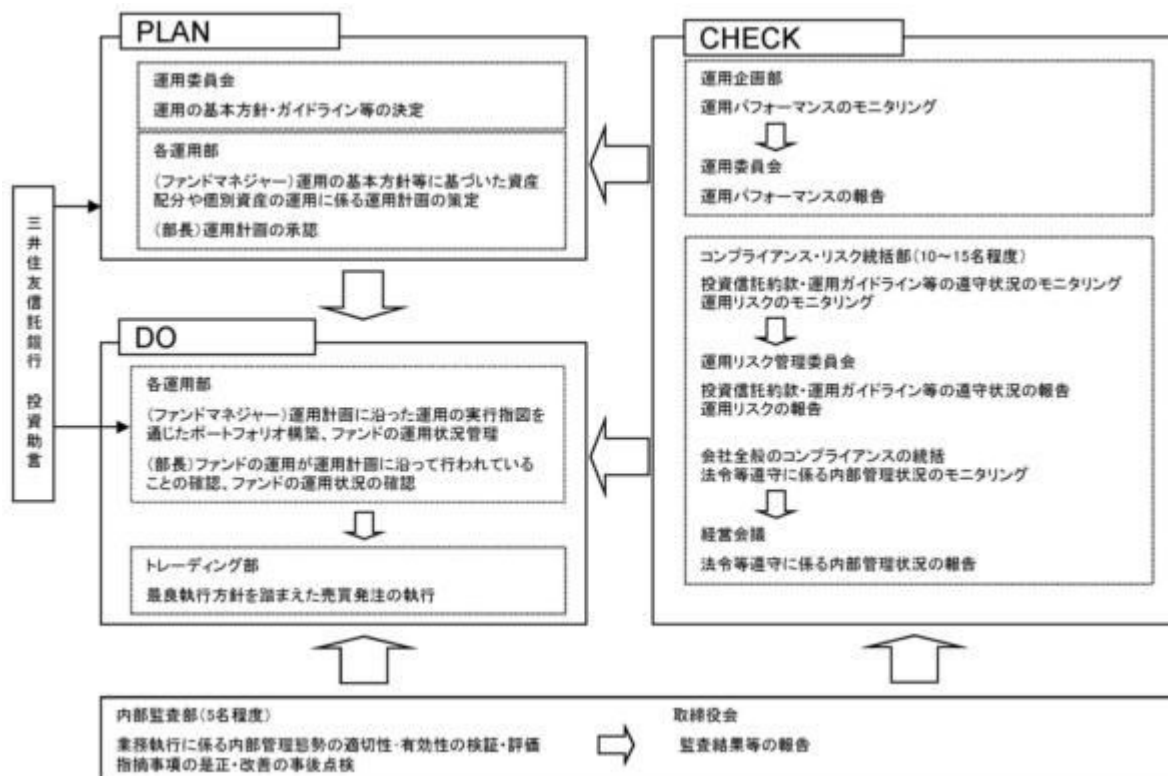 PLAN
運用委員会
運用の基本方針・ガイドライン等の決定
各運用部
(ファンドマネジャー)運用の基本方針等に基づいた資産
配分や個別資産の運用に係る運用計画の策定
(部長)運用計画の承認
三井住友信託銀行 投資助言
DO
各運用部
(ファンドマネジャー)運用計画に沿った運用の実行指図を
通じたポートフォリオ構築、ファンドの運用状況管理
(部長)ファンドの運用が運用計画に沿って行われている
ことの確認、ファンドの運用状況の確認
トレーディング部
最良執行方針を踏まえた売買発注の執行
CHECK
運用企画部
運用パフォーマンスのモニタリング
運用委員会
運用パフォーマンスの報告
コンプライアンス・リスク統括部(10~15名程度)
投資信託約款・運用ガイドライン等の遵守状況のモニタリング
運用リスクのモニタリング
運用リスク管理委員会
投資信託約款・運用ガイドライン等の遵守状況の報告
運用リスクの報告
会社全般のコンプライアンスの統括
法令等遵守に係る内部管理状況のモニタリング
経営会議
法令等遵守に係る内部管理状況の報告
内部監査部(5名程度)
業務執行に係る内部管理態勢の適切性・有効性の検証・評価
指摘事項の是正・改善の事後点検
取締役会
監査結果等の報告